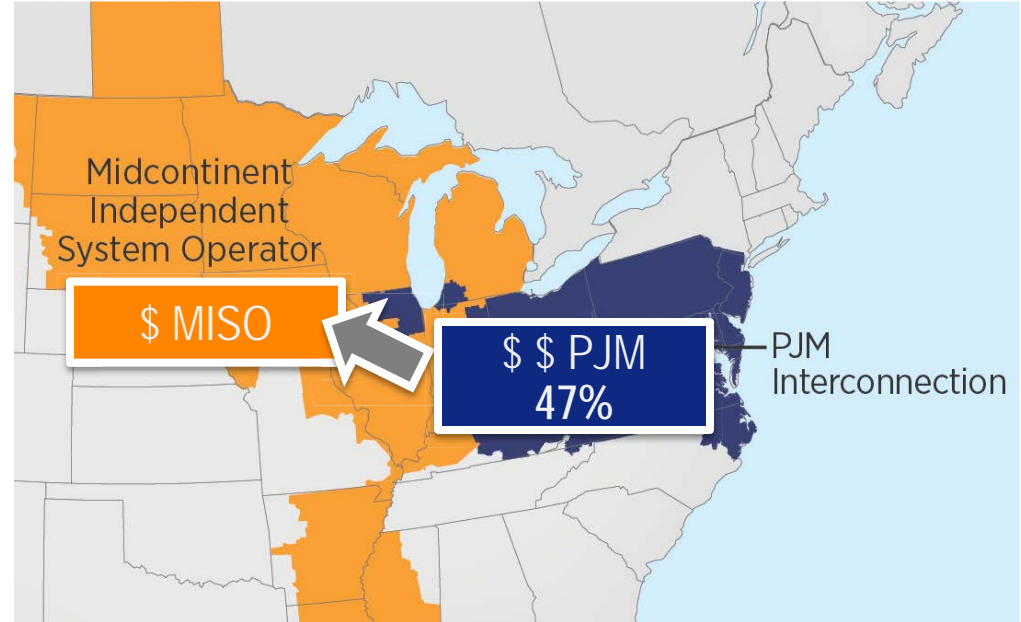 Midcontinent
Independent
System Operator
$ MISO
$ $ PJM
47%
PJM
Interconnection